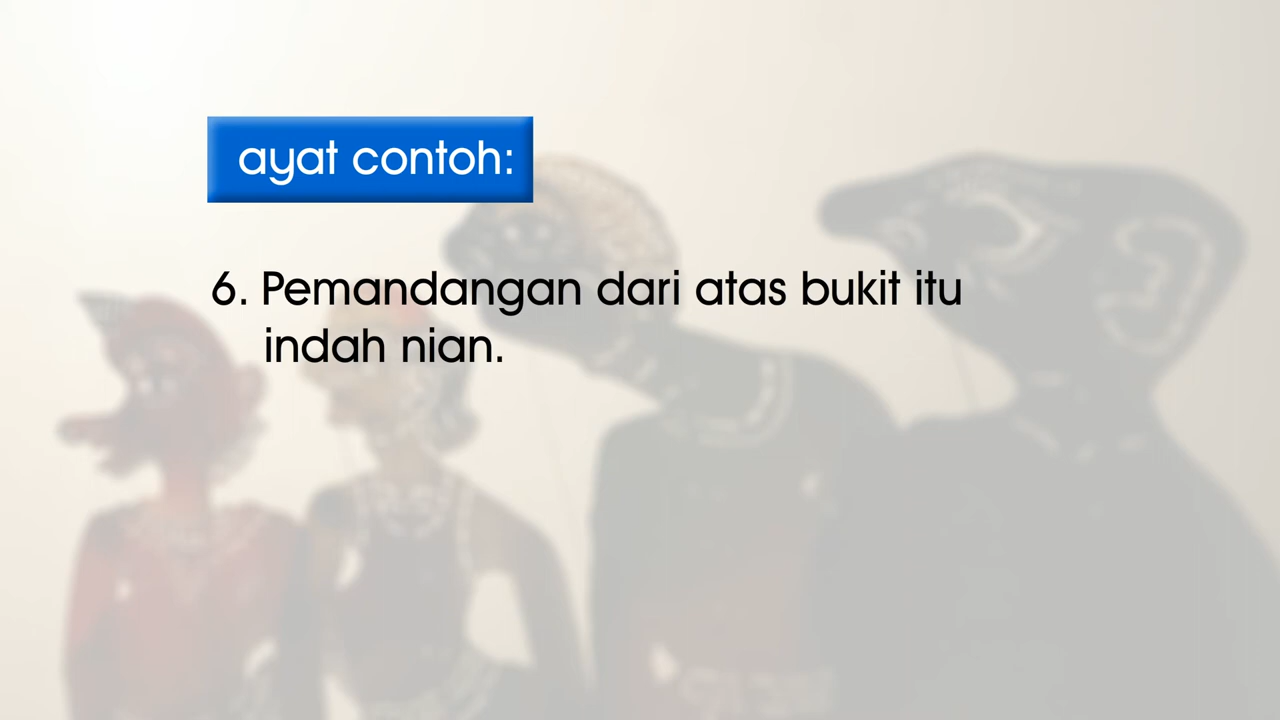 ayat contoh:
6. Pemandangan dari atas bukit itu
indah nian.